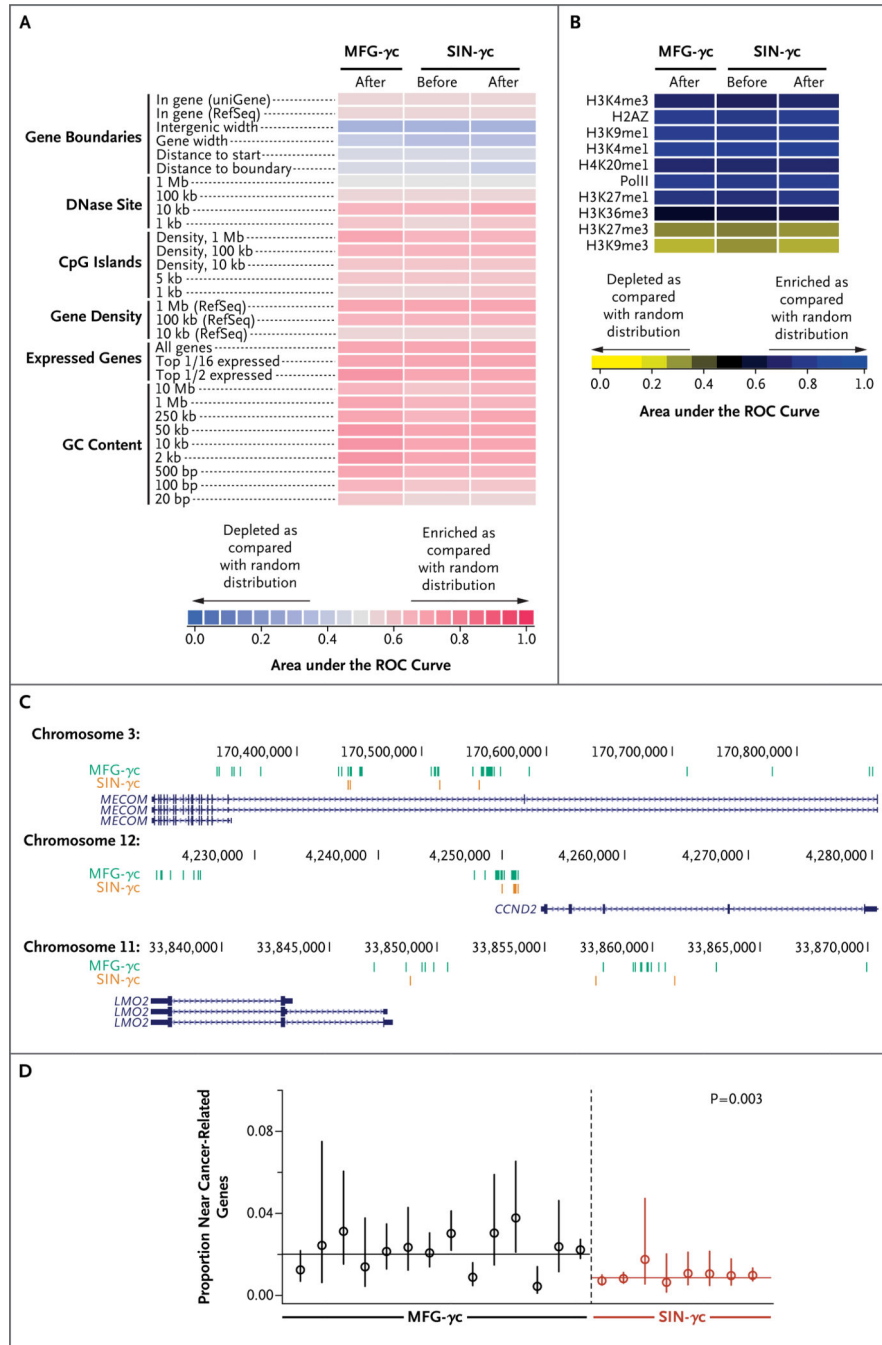 A
MFG-γc SIN-γc
After Before After
Gene Boundaries
In gene (uniGene)
In gene (RefSeq)
Intergenic width
Gene width
Distance to start
Distance to boundary
DNase Site
1 Mb
100 kb
10 kb
1 kb
CpG Islands
Density, 1 Mb
Density, 100 kb
Density, 10 kb
5 kb
1 kb
Gene Density
1 Mb (RefSeq)
100 kb (RefSeq)
10 kb (RefSeq)
Expressed Genes
All genes
Top 1/16 expressed
Top 1/2 expressed
GC Content
10 Mb
1 Mb
250 kb
50 kb
10 kb
2 kb
500 bp
100 bp
20 bp
Depleted as
compared
with random
distribution
Enriched as
compared
with random
distribution
0.0 0.2 0.4 0.6 0.8 1.0
Area under the ROC Curve
B
MFG-γc SIN-γc
After Before After
H3K4me3
H2AZ
H3K9me1
H3K4me1
H4K20me1
PolII
H3K27me1
H3K36me3
H3K27me3
H3K9me3
Depleted as
compared
with random
distribution
Enriched as
compared
with random
distribution
0.0 0.2 0.4 0.6 0.8 1.0
Area under the ROC Curve
C
Chromosome 3:
170,400,000 170,500,000 170,600,000 170,700,000 170,800,000
MFG-γc
SIN-γc
MECOM
MECOM
MECOM
Chromosome 12:
4,230,000 4,240,000 4,250,000 4,260,000 4,270,000 4,280,000
MFG-γc
SIN-γc
CCND2
Chromosome 11:
33,840,000 33,845,000 33,850,000 33,855,000 33,860,000 33,865,000 33,870,000
MFG-γc
SIN-γc
LMO2
LMO2
LMO2
D
P=0.003
Proportion Near Cancer-Related
Genes
0.08
0.04
0.00
MFG-γc SIN-γc